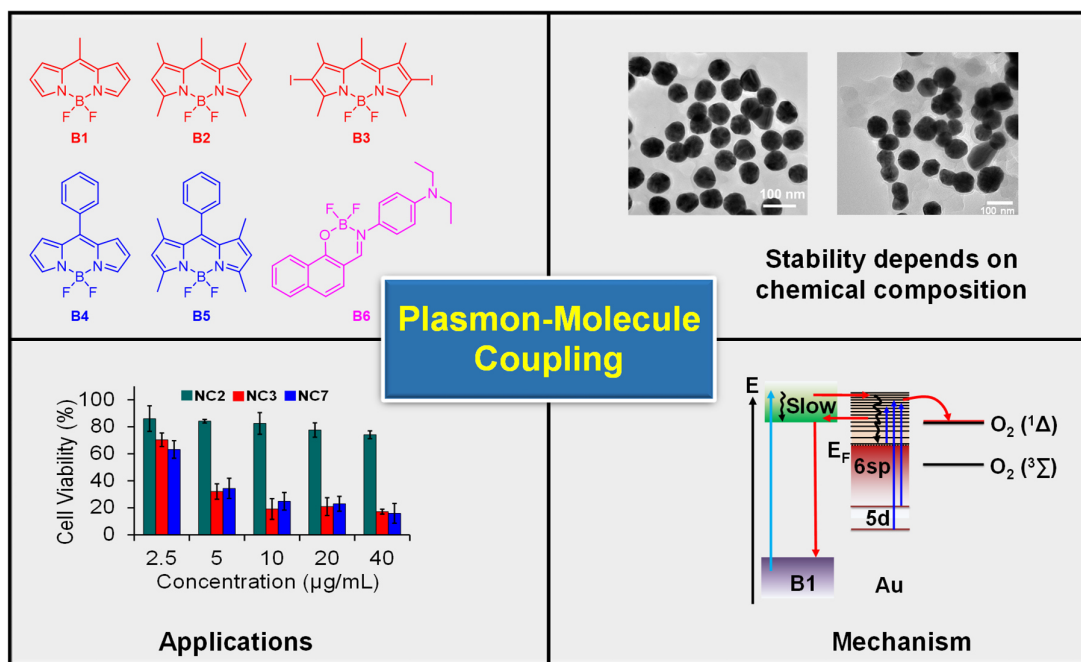 I
I
N
N
B
F
F
B1
N
N
B
F
F
B2
N
N
B
F
F
B3
N
N
B
F
F
B4
N
N
B
F
F
B5
N
F
F
B
O
N
B6
100 nm
100 nm
Stability depends on
chemical composition
Plasmon-Molecule
Coupling
NC2 NC3 NC7
Cell Viability (%)
100
80
60
40
20
0
2.5 5 10 20 40
Concentration (µg/mL)
Applications
E
Slow
E_F
6sp
5d
B1
Au
O₂ (¹Δ)
O₂ (³Σ)
Mechanism